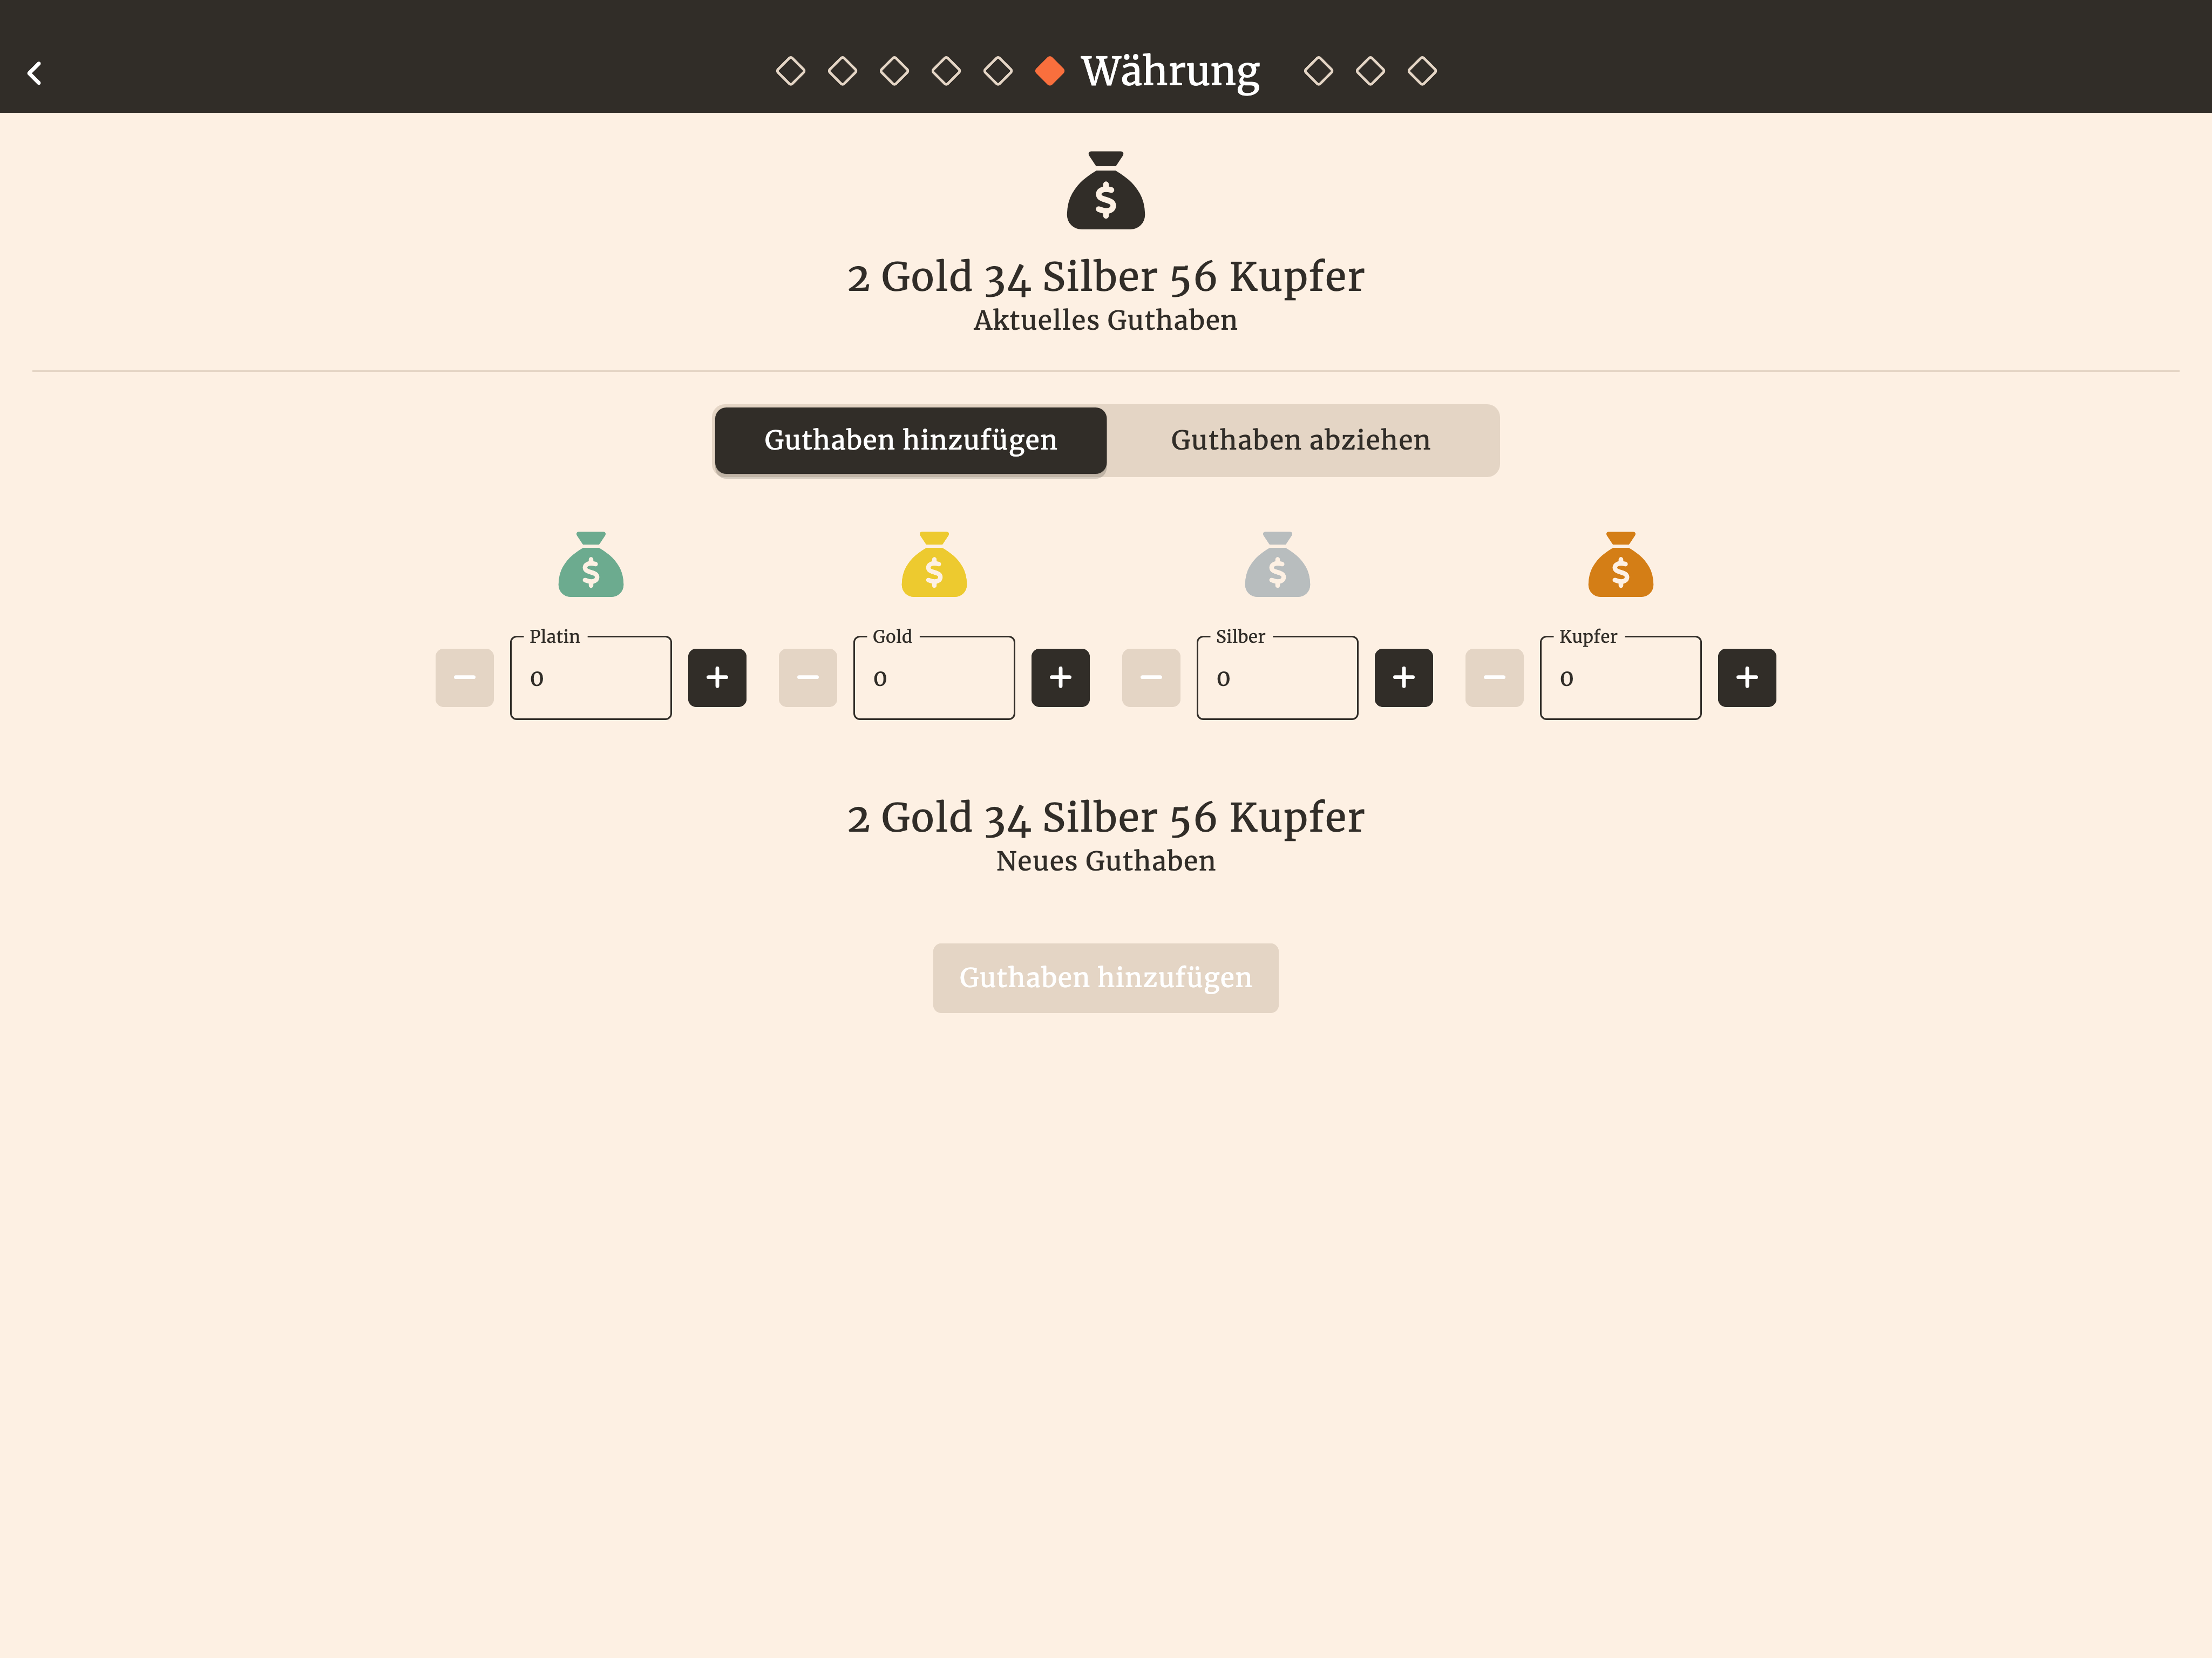 Währung
2 Gold 34 Silber 56 Kupfer
Aktuelles Guthaben
Guthaben hinzufügen Guthaben abziehen
Platin Gold Silber Kupfer
0 0 0 0
2 Gold 34 Silber 56 Kupfer
Neues Guthaben
Guthaben hinzufügen